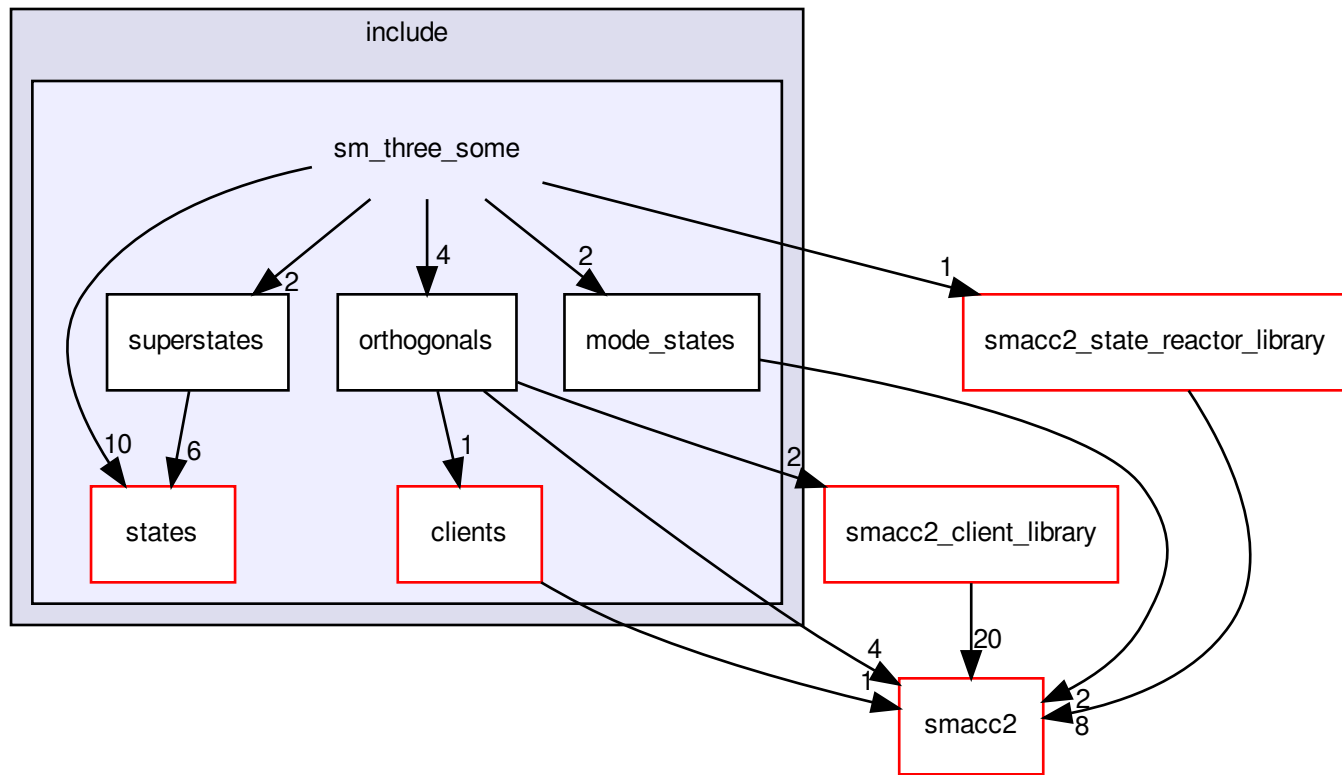 include
sm_three_some
2
4
2
1
superstates
orthogonals
mode_states
smacc2_state_reactor_library
10
6
1
2
states
clients
smacc2_client_library
4
1
20
2
8
smacc2